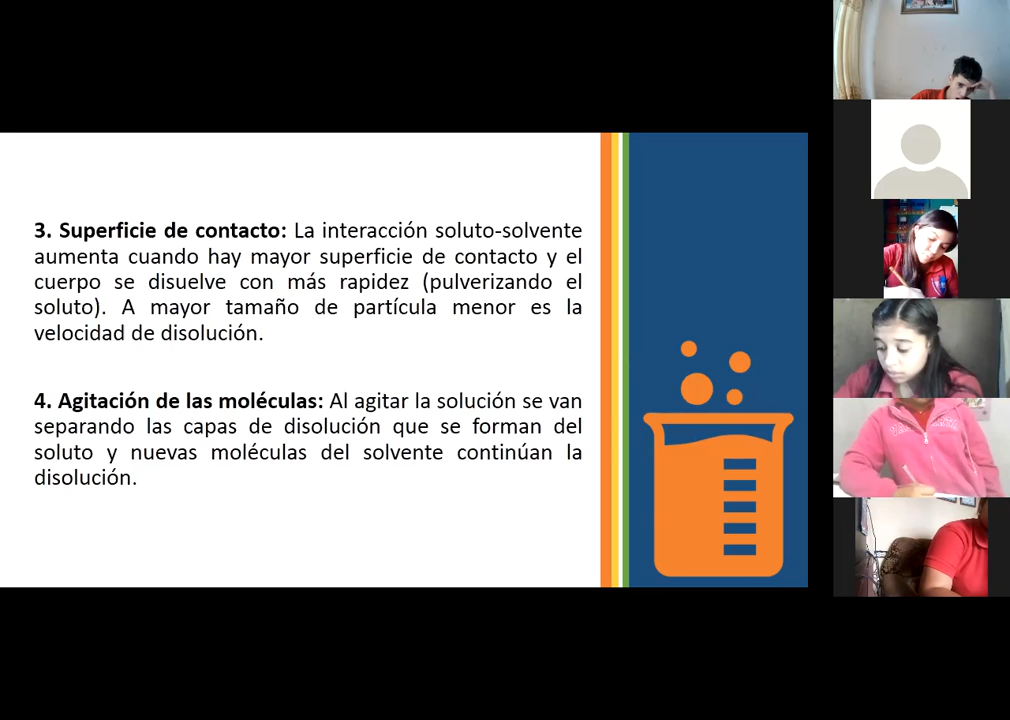 3. Superficie de contacto: La interacción soluto-solvente
aumenta cuando hay mayor superficie de contacto y el
cuerpo se disuelve con más rapidez (pulverizando el
soluto). A mayor tamaño de partícula menor es la
velocidad de disolución.
4. Agitación de las moléculas: Al agitar la solución se van
separando las capas de disolución que se forman del
soluto y nuevas moléculas del solvente continúan la
disolución.